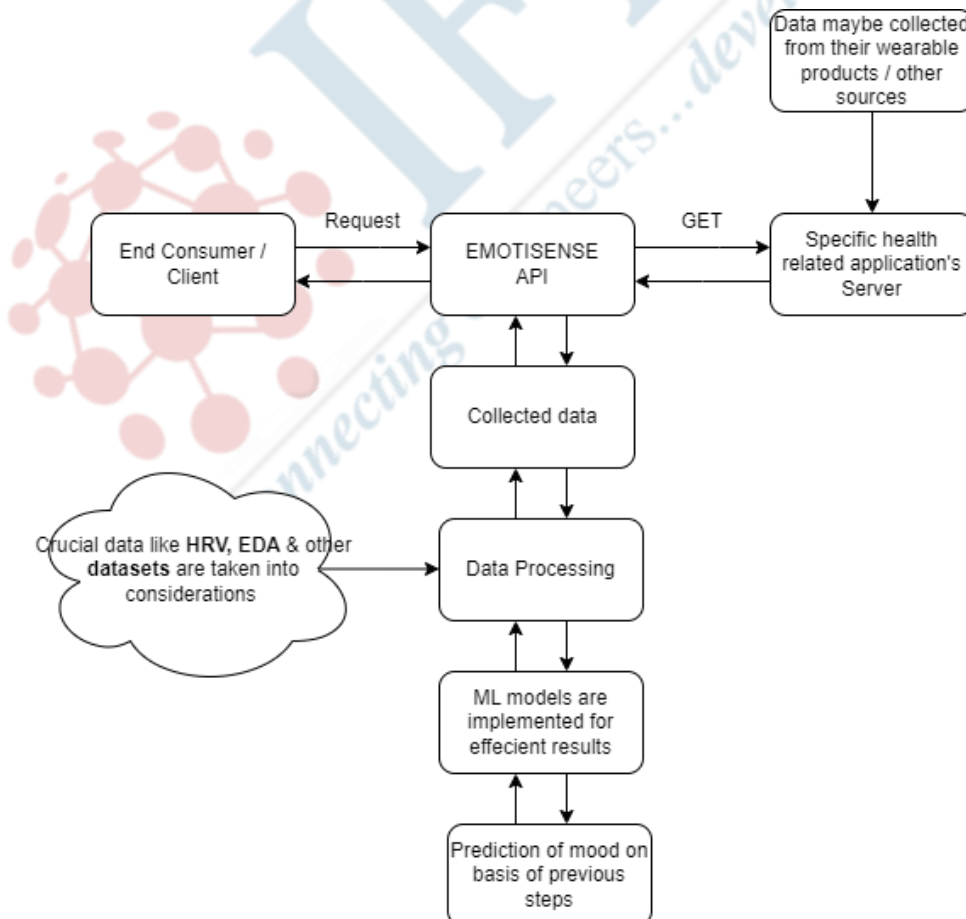 Data maybe collected
from their wearable
products / other
sources
End Consumer /
Client
Request
EMOTISENSE
API
GET
Specific health
related application's
Server
Collected data
Crucial data like HRV, EDA & other
datasets are taken into
considerations
Data Processing
ML models are
implemented for
effecient results
Prediction of mood on
basis of previous
steps